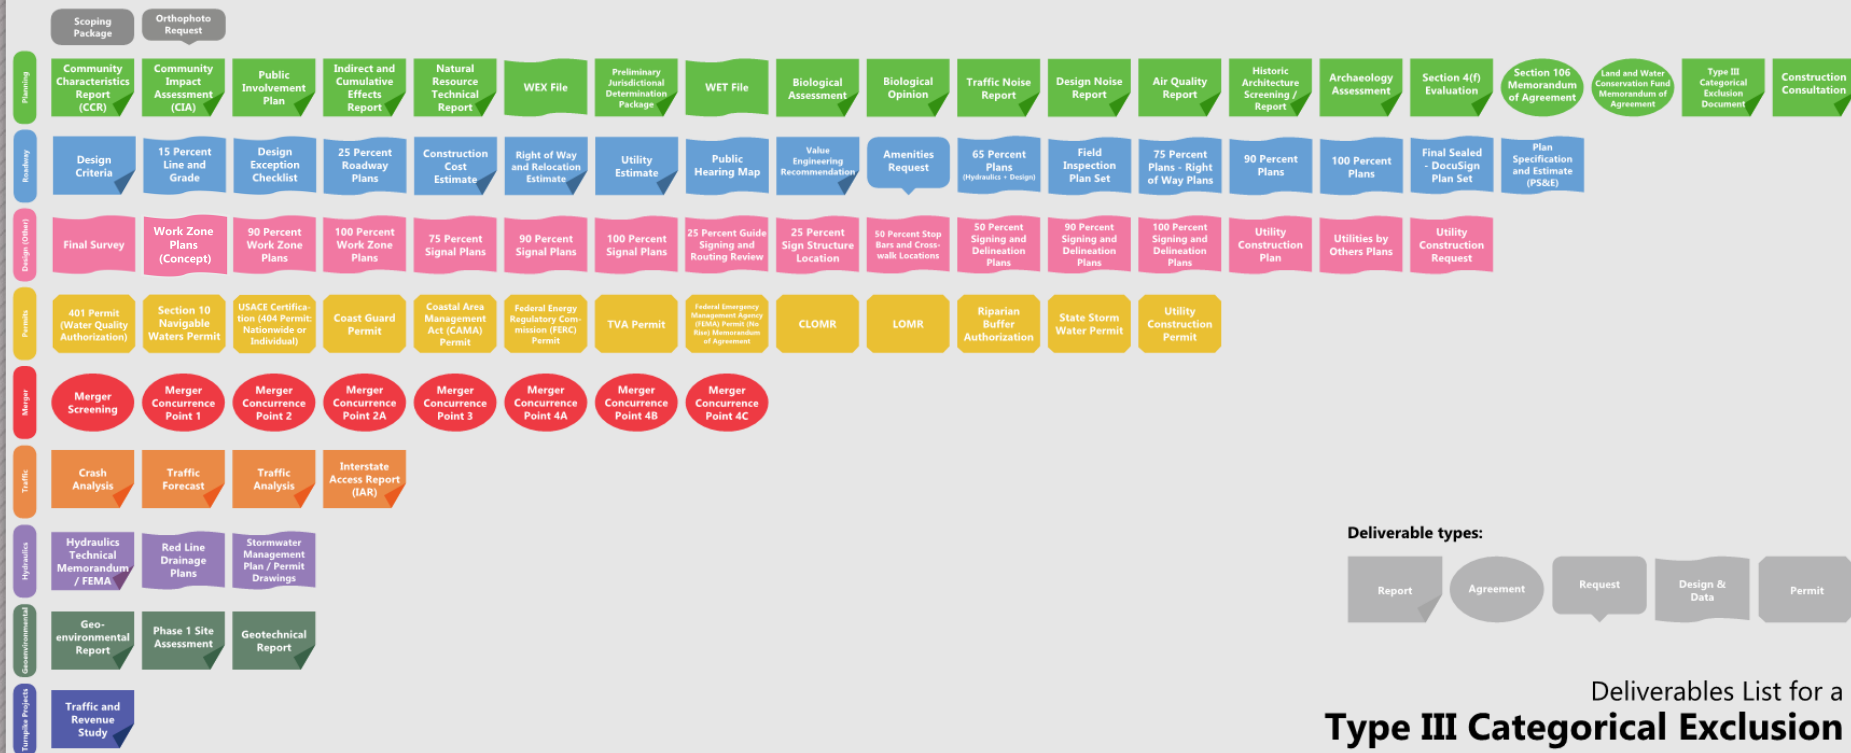 Scoping
Package
Orthophoto
Request
Planning
Community
Characteristics
Report
(CCR)
Community
Impact
Assessment
(CIA)
Public
Involvement
Plan
Indirect and
Cumulative
Effects
Report
Natural
Resource
Technical
Report
WEX File
Preliminary
Jurisdictional
Determination
Package
WET File
Biological
Assessment
Biological
Opinion
Traffic Noise
Report
Design Noise
Report
Air Quality
Report
Historic
Architecture
Screening /
Report
Archaeology
Assessment
Section 4(f)
Evaluation
Section 106
Memorandum
of Agreement
Land and Water
Conservation Fund
Memorandum of
Agreement
Type III
Categorical
Exclusion
Document
Construction
Consultation
Roadway
Design
Criteria
15 Percent
Line and
Grade
Design
Exception
Checklist
25 Percent
Roadway
Plans
Construction
Cost
Estimate
Right of Way
and Relocation
Estimate
Utility
Estimate
Public
Hearing Map
Value
Engineering
Recommendation
Amenities
Request
65 Percent
Plans
(Hydraulics + Design)
Field
Inspection
Plan Set
75 Percent
Plans - Right
of Way Plans
90 Percent
Plans
100 Percent
Plans
Final Sealed
- DocuSign
Plan Set
Plan
Specification
and Estimate
(PS&E)
Design (Other)
Final Survey
Work Zone
Plans
(Concept)
90 Percent
Work Zone
Plans
100 Percent
Work Zone
Plans
75 Percent
Signal Plans
90 Percent
Signal Plans
100 Percent
Signal Plans
25 Percent Guide
Signing and
Routing Review
25 Percent
Sign Structure
Location
50 Percent Stop
Bars and Cross-
walk Locations
50 Percent
Signing and
Delineation
Plans
90 Percent
Signing and
Delineation
Plans
100 Percent
Signing and
Delineation
Plans
Utility
Construction
Plan
Utilities by
Others Plans
Utility
Construction
Request
Permits
401 Permit
(Water Quality
Authorization)
Section 10
Navigable
Waters Permit
USACE Certifica-
tion (404 Permit:
Nationwide or
Individual)
Coast Guard
Permit
Coastal Area
Management
Act (CAMA)
Permit
Federal Energy
Regulatory Com-
mission (FERC)
Permit
TVA Permit
Federal Emergency
Management Agency
(FEMA) Permit (No
Rise) Memorandum
of Agreement
CLOMR
LOMR
Riparian
Buffer
Authorization
State Storm
Water Permit
Utility
Construction
Permit
Merger
Merger
Screening
Merger
Concurrence
Point 1
Merger
Concurrence
Point 2
Merger
Concurrence
Point 2A
Merger
Concurrence
Point 3
Merger
Concurrence
Point 4A
Merger
Concurrence
Point 4B
Merger
Concurrence
Point 4C
Traffic
Crash
Analysis
Traffic
Forecast
Traffic
Analysis
Interstate
Access Report
(IAR)
Hydraulics
Hydraulics
Technical
Memorandum
/ FEMA
Red Line
Drainage
Plans
Stormwater
Management
Plan / Permit
Drawings
Geoenvironmental
Geo-
environmental
Report
Phase 1 Site
Assessment
Geotechnical
Report
Turnpike Projects
Traffic and
Revenue
Study
Deliverable types:
Report
Agreement
Request
Design &
Data
Permit
Deliverables List for a
Type III Categorical Exclusion